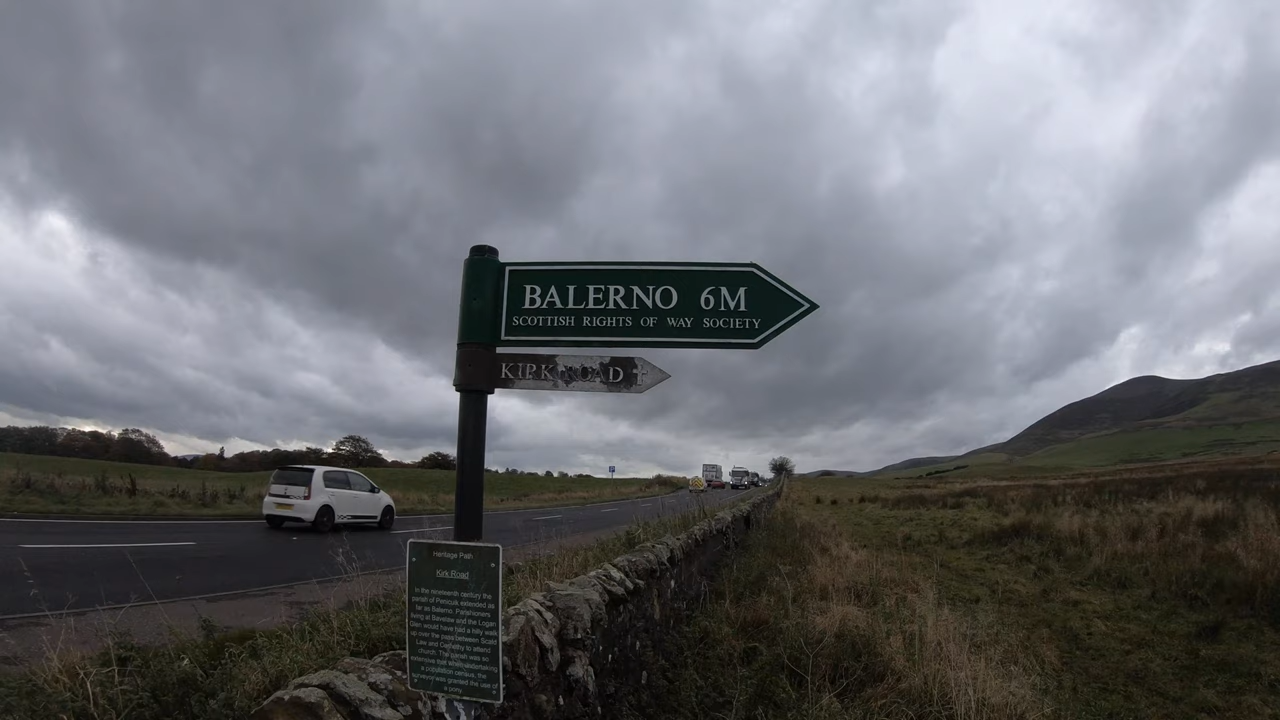 BALERNO 6M
SCOTTISH RIGHTS OF WAY SOCIETY
KIRK ROAD
Heritage Path
Kirk Road
In the nineteenth century the
parish of Penicuik extended as
far as Balerno. Parishioners
living at Bavelaw and the Logan
Glen would have had a hilly walk
up over the pass between Scald
Law and Carnethy to attend
church. The parish was so
extensive that when undertaking
a population census, the
surveyor was granted the use of
a pony.